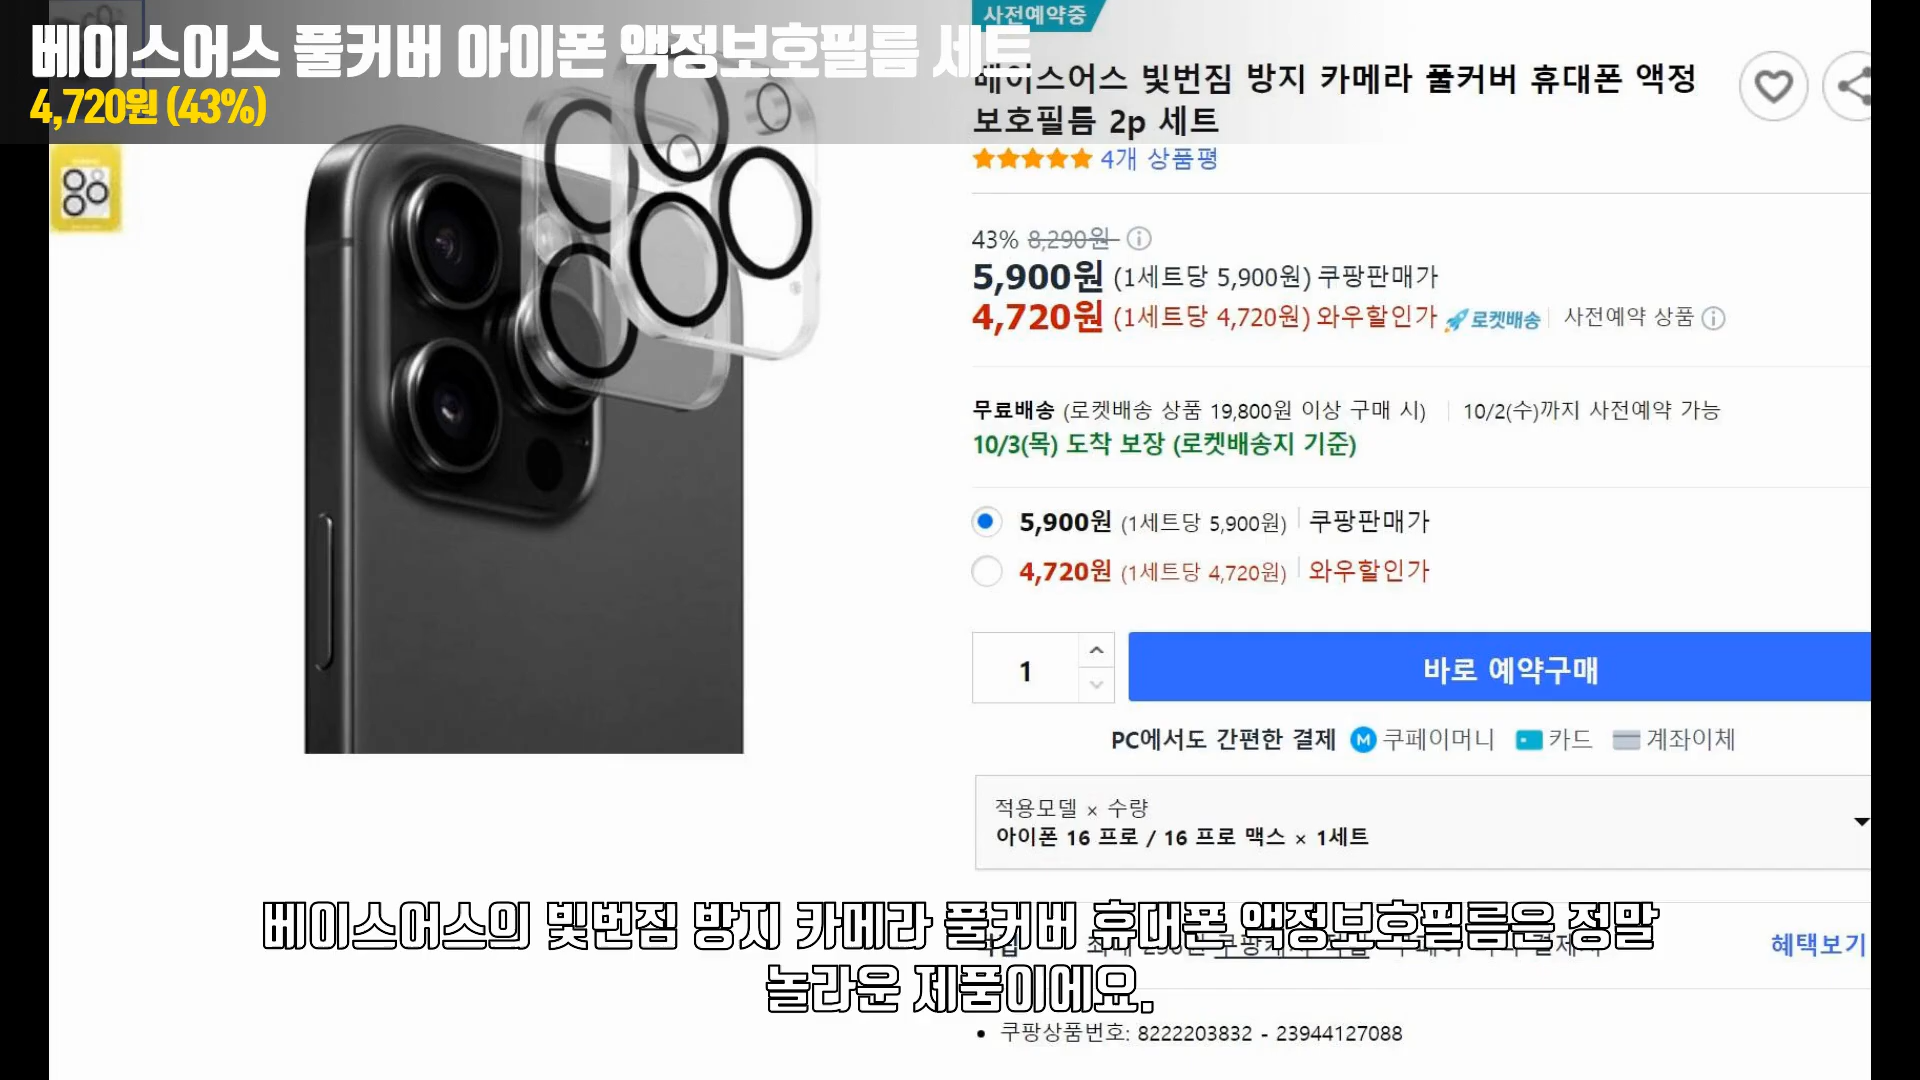 베이스어스 풀커버 아이폰 액정보호필름 세트
4,720원 (43%)
사전예약중
베이스어스 빛번짐 방지 카메라 풀커버 휴대폰 액정
보호필름 2p 세트
4개 상품평
43% 8,290원
5,900원 (1세트당 5,900원) 쿠팡판매가
4,720원 (1세트당 4,720원) 와우할인가 로켓배송 사전예약 상품
무료배송 (로켓배송 상품 19,800원 이상 구매 시) 10/2(수)까지 사전예약 가능
10/3(목) 도착 보장 (로켓배송지 기준)
5,900원 (1세트당 5,900원) 쿠팡판매가
4,720원 (1세트당 4,720원) 와우할인가
1
바로 예약구매
PC에서도 간편한 결제 쿠페이머니 카드 계좌이체
적용모델 × 수량
아이폰 16 프로 / 16 프로 맥스 × 1세트
베이스어스의 빛번짐 방지 카메라 풀커버 휴대폰 액정보호필름은 정말
놀라운 제품이에요.
혜택보기
쿠팡상품번호: 8222203832 - 23944127088